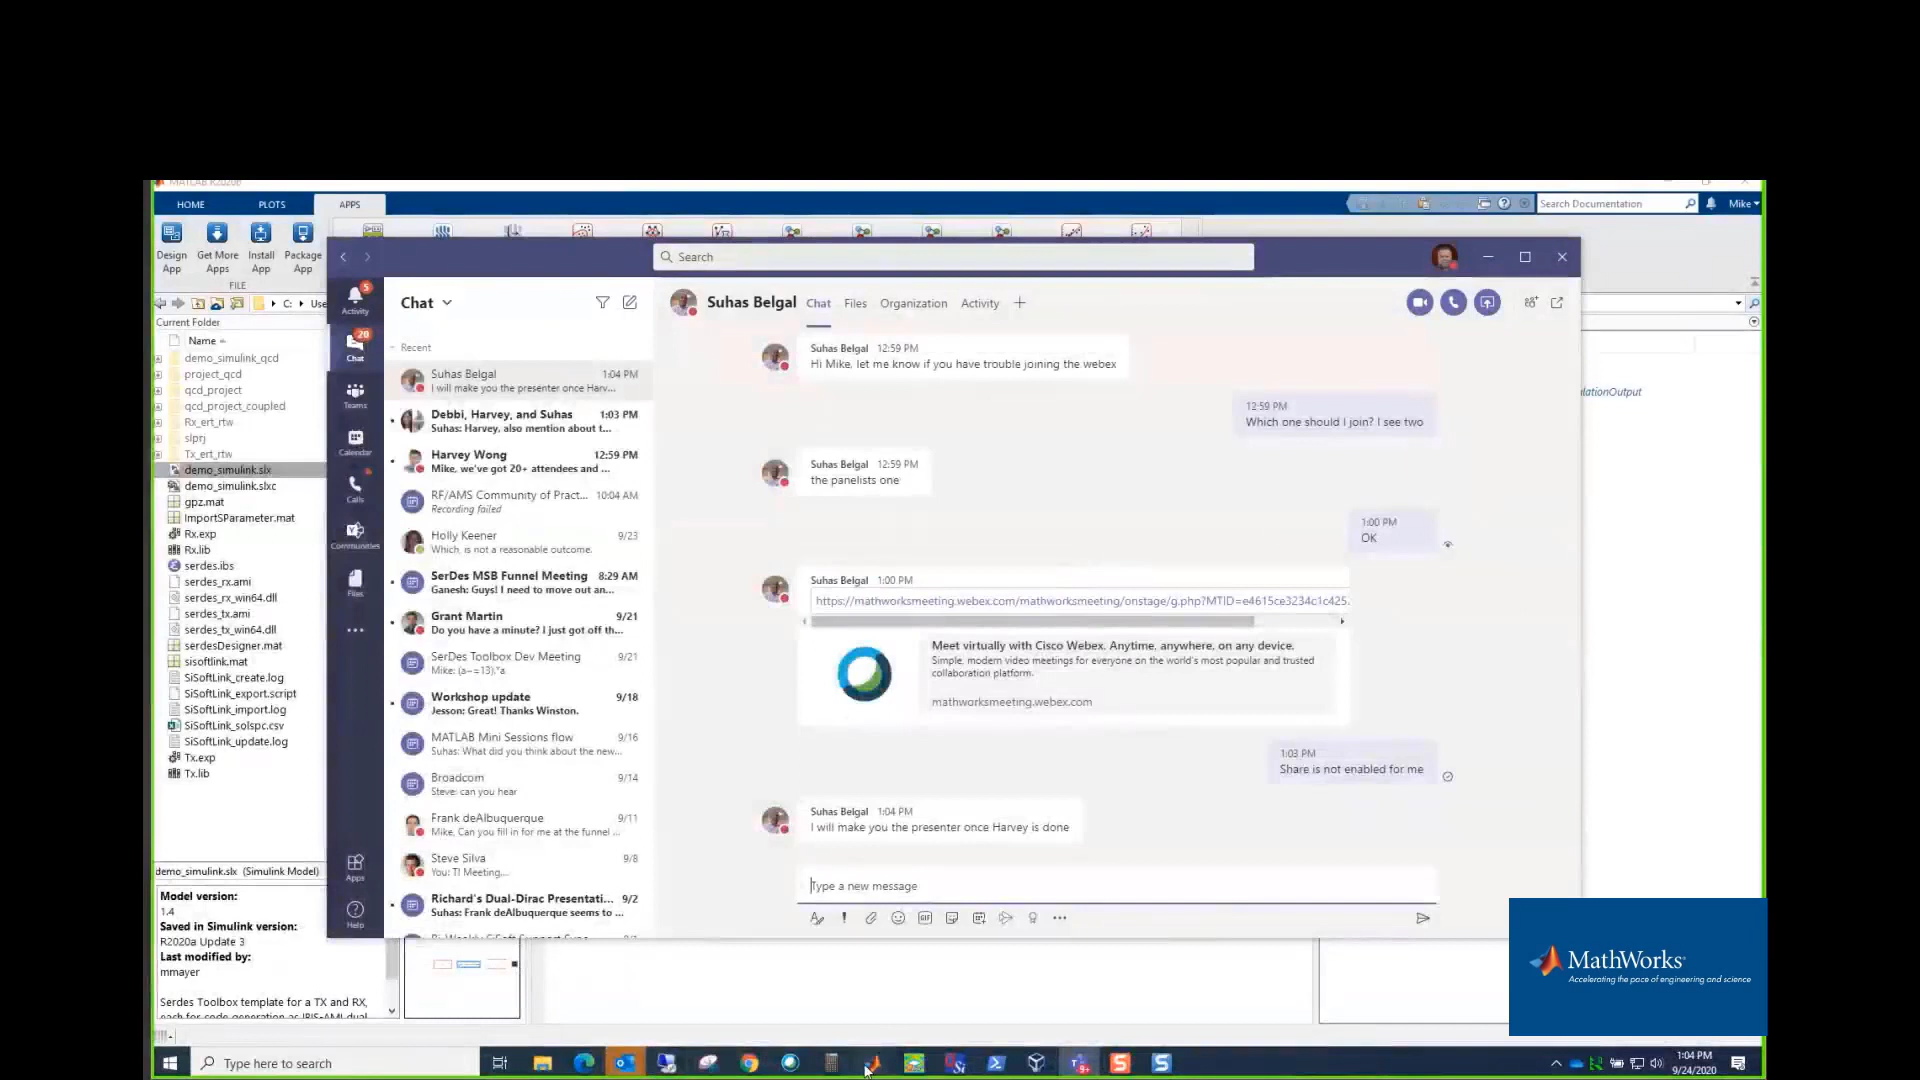 MATLAB R2020b
HOME
PLOTS
APPS
Search Documentation
Mike
Design
App
Get More
Apps
Install
App
Package
App
FILE
C:
Use
Current Folder
Name
demo_simulink_qcd
project_qcd
qcd_project
qcd_project_coupled
Rx_ert_rtw
slprj
Tx_ert_rtw
demo_simulink.slx
demo_simulink.slxc
gpz.mat
ImportSParameter.mat
Rx.exp
Rx.lib
serdes.ibs
serdes_rx.ami
serdes_rx_win64.dll
serdes_tx.ami
serdes_tx_win64.dll
serdesDesigner.mat
sisoftlink.mat
SiSoftLink_create.log
SiSoftLink_export.script
SiSoftLink_import.log
SiSoftLink_solspc.csv
SiSoftLink_update.log
Tx.exp
Tx.lib
demo_simulink.slx (Simulink Model)
Model version:
1.4
Saved in Simulink version:
R2020a Update 3
Last modified by:
mmayer
Serdes Toolbox template for a TX and RX,
each for code generation as IBIS-AMI dual
Search
5
Activity
20
Chat
Teams
Calendar
Calls
Communities
Files
Apps
Help
Chat
Recent
Suhas Belgal 1:04 PM
I will make you the presenter once Harv...
Debbi, Harvey, and Suhas 1:03 PM
Suhas: Harvey, also mention about t...
Harvey Wong 12:59 PM
Mike, we've got 20+ attendees and ...
RF/AMS Community of Pract... 10:04 AM
Recording failed
Holly Keener 9/23
Which, is not a reasonable outcome.
SerDes MSB Funnel Meeting 8:29 AM
Ganesh: Guys! I need to move out an...
Grant Martin 9/21
Do you have a minute? I just got off th...
SerDes Toolbox Dev Meeting 9/21
Mike: (a~=13).*a
Workshop update 9/18
Jesson: Great! Thanks Winston.
MATLAB Mini Sessions flow 9/16
Suhas: What did you think about the new...
Broadcom 9/14
Steve: can you hear
Frank deAlbuquerque 9/11
Mike, Can you fill in for me at the funnel ...
Steve Silva 9/8
You: TI Meeting...
Richard's Dual-Dirac Presentati... 9/2
Suhas: Frank deAlbuquerque seems to ...
Suhas Belgal Chat Files Organization Activity
Suhas Belgal 12:59 PM
Hi Mike, let me know if you have trouble joining the webex
12:59 PM
Which one should I join? I see two
Suhas Belgal 12:59 PM
the panelists one
1:00 PM
OK
Suhas Belgal 1:00 PM
https://mathworksmeeting.webex.com/mathworksmeeting/onstage/g.php?MTID=e4615ce3234c1c425.
Meet virtually with Cisco Webex. Anytime, anywhere, on any device.
Simple, modern video meetings for everyone on the world's most popular and trusted
collaboration platform.
mathworksmeeting.webex.com
1:03 PM
Share is not enabled for me
Suhas Belgal 1:04 PM
I will make you the presenter once Harvey is done
Type a new message
lationOutput
MathWorks
Accelerating the pace of engineering and science
Type here to search
1:04 PM
9/24/2020